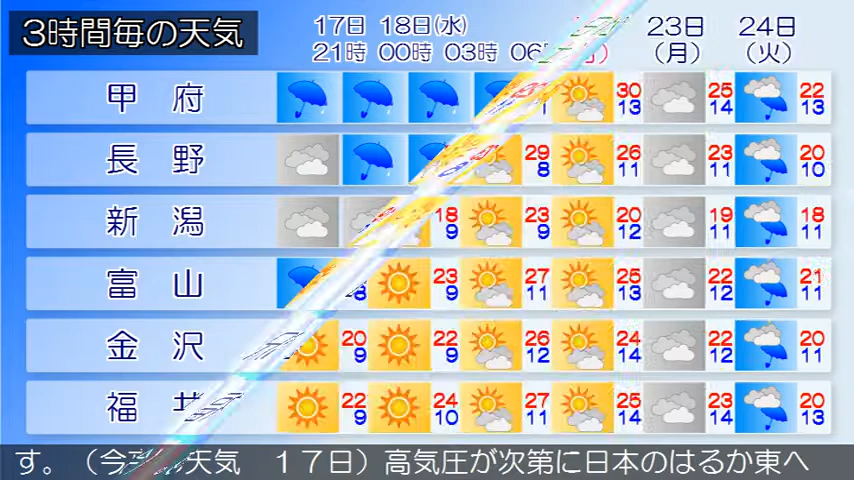 3時間毎の天気
17日 18日(水) 23日 24日
21時 00時 03時 06 (月) (火)
甲府 1 30 13 25 14 22 13
長野 29 8 26 11 23 11 20 10
新潟 18 9 23 9 20 12 19 11 18 11
富山 8 23 9 27 11 25 13 22 12 21 11
金沢 20 9 22 9 26 12 24 14 22 12 20 11
福井 22 9 24 10 27 11 25 14 23 14 20 13
す。（今 天気　１７日）高気圧が次第に日本のはるか東へ